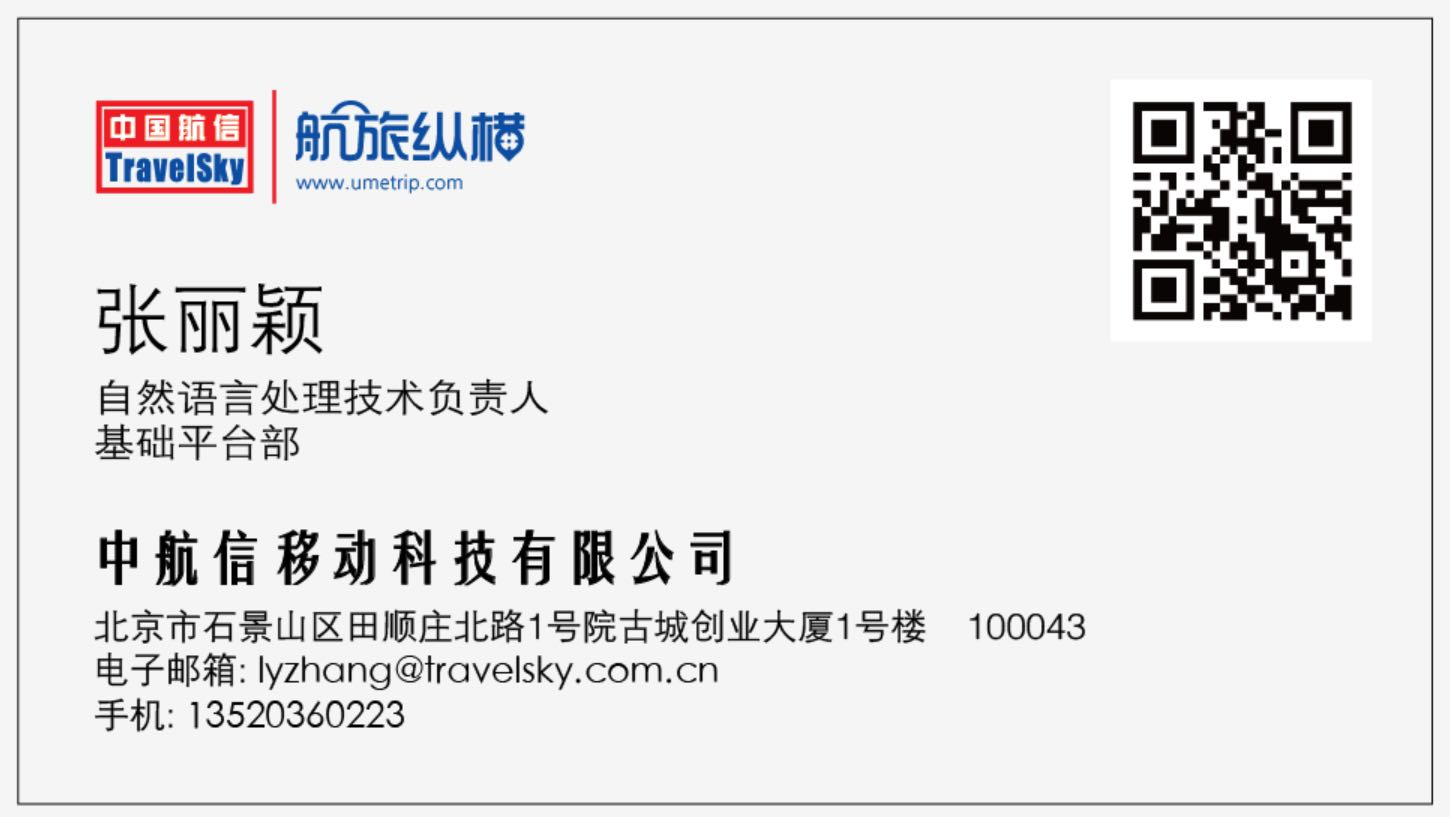 中国航信
TravelSky
航旅纵横
www.umetrip.com
张丽颖
自然语言处理技术负责人
基础平台部
中航信移动科技有限公司
北京市石景山区田顺庄北路1号院古城创业大厦1号楼 100043
电子邮箱: lyzhang@travelsky.com.cn
手机: 13520360223